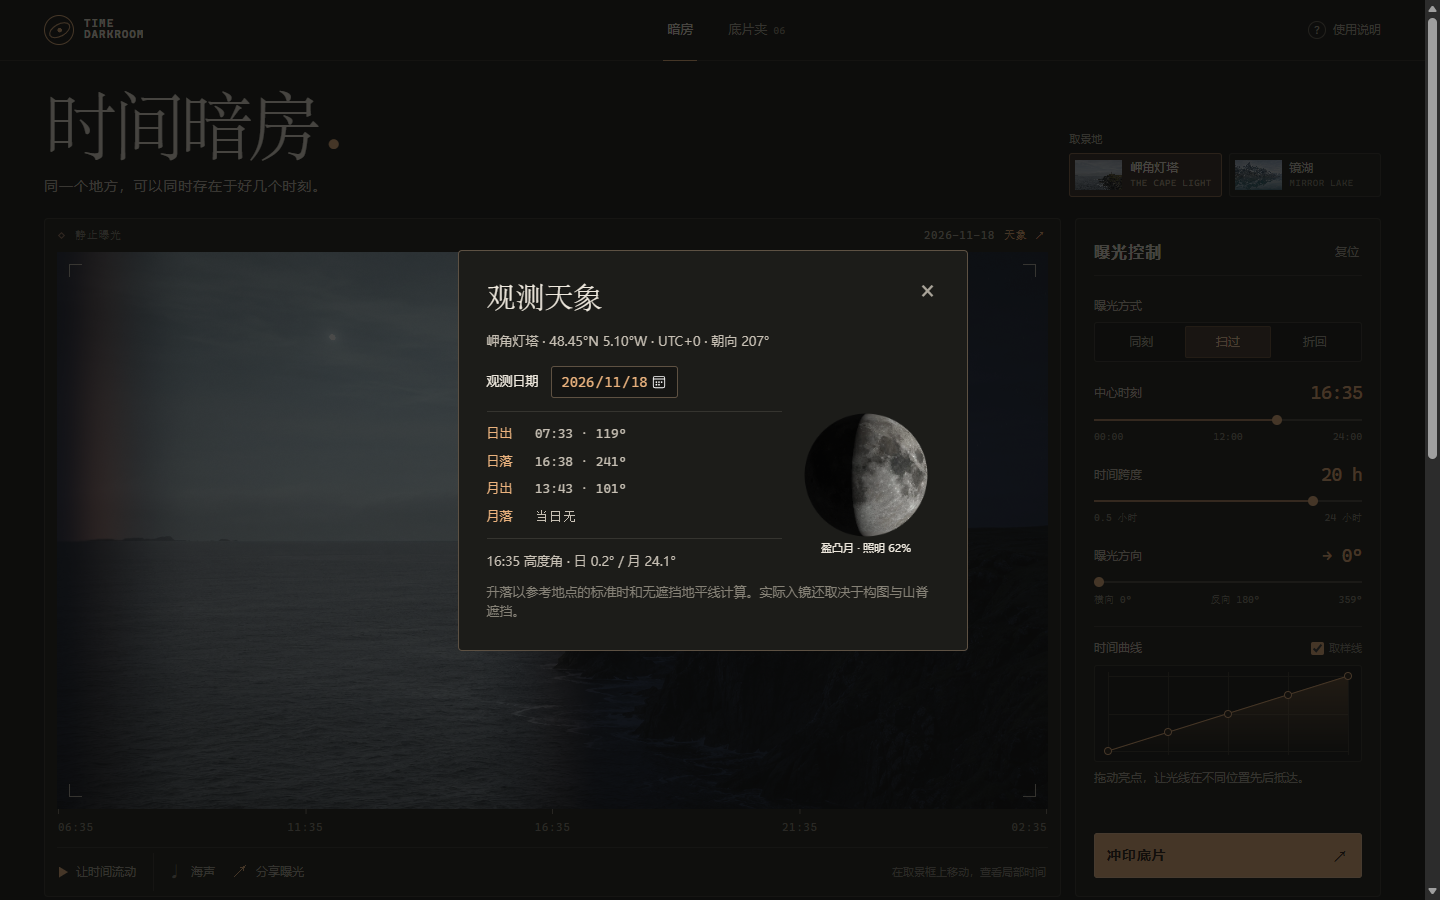 TIME
DARKROOM
暗房
底片夹 06
? 使用说明
时间暗房.
同一个地方，可以同时存在于好几个时刻。
取景地
岬角灯塔
THE CAPE LIGHT
镜湖
MIRROR LAKE
静止曝光
2026-11-18 天象 ↗
观测天象
×
岬角灯塔 · 48.45°N 5.10°W · UTC+0 · 朝向 207°
观测日期 2026/11/18
日出 07:33 · 119°
日落 16:38 · 241°
月出 13:43 · 101°
月落 当日无
盈凸月 · 照明 62%
16:35 高度角 · 日 0.2° / 月 24.1°
升落以参考地点的标准时和无遮挡地平线计算。实际入镜还取决于构图与山脊
遮挡。
曝光控制
复位
曝光方式
同刻 扫过 折回
中心时刻 16:35
00:00 12:00 24:00
时间跨度 20 h
0.5 小时 24 小时
曝光方向 → 0°
横向 0° 反向 180° 359°
时间曲线 取样线
拖动亮点，让光线在不同位置先后抵达。
冲印底片 ↗
06:35 11:35 16:35 21:35 02:35
让时间流动
海声
分享曝光
在取景框上移动，查看局部时间